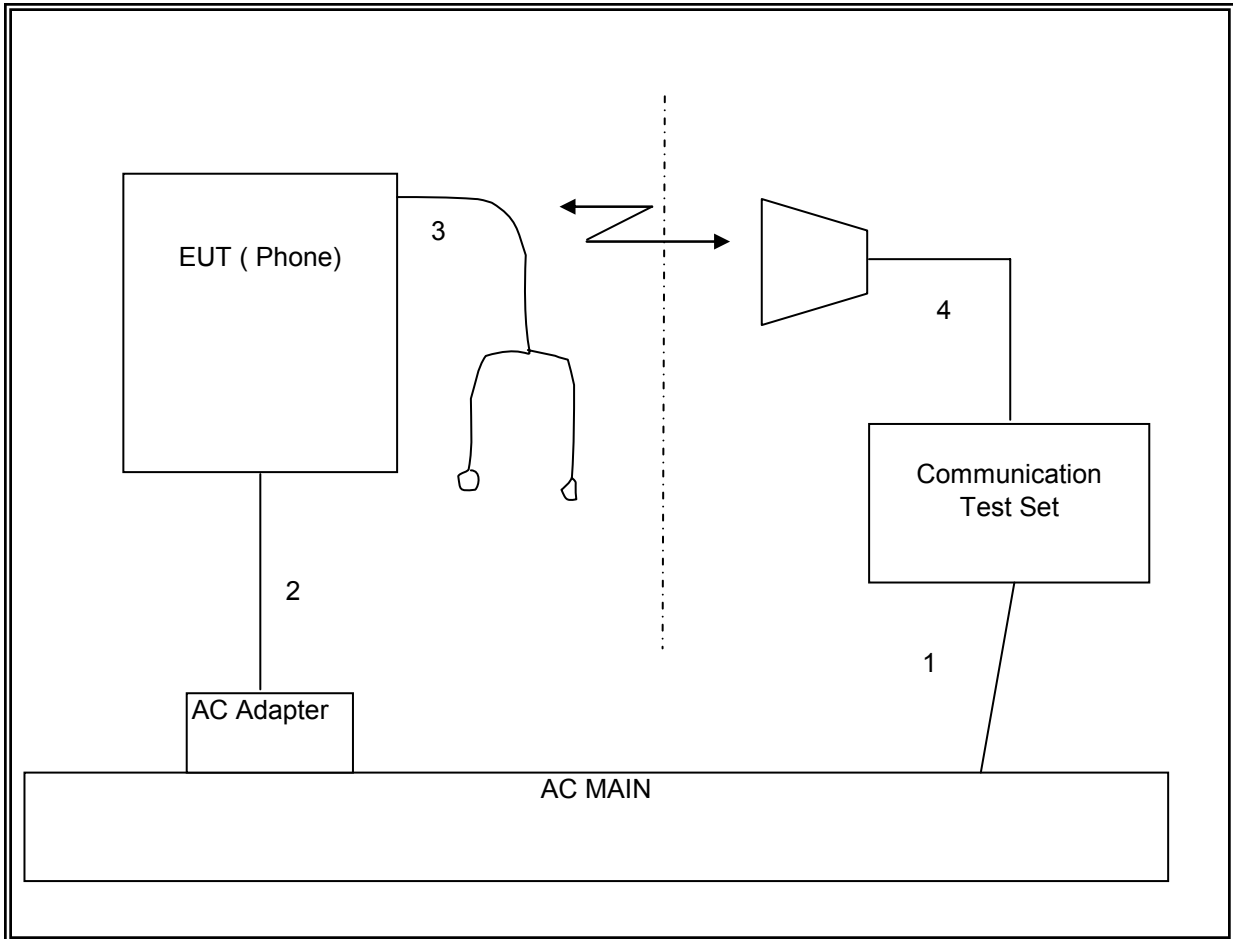 3
EUT ( Phone)
4
Communication
Test Set
2
1
AC Adapter
AC MAIN